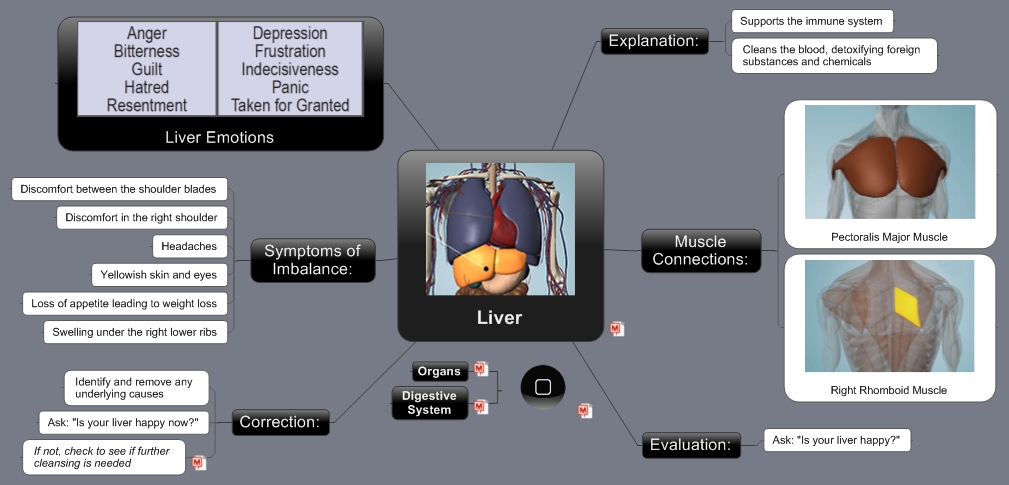 Anger
Bitterness
Guilt
Hatred
Resentment
Depression
Frustration
Indecisiveness
Panic
Taken for Granted
Liver Emotions
Explanation:
Supports the immune system
Cleans the blood, detoxifying foreign
substances and chemicals
Discomfort between the shoulder blades
Discomfort in the right shoulder
Headaches
Yellowish skin and eyes
Loss of appetite leading to weight loss
Swelling under the right lower ribs
Symptoms of
Imbalance:
Liver
Muscle
Connections:
Pectoralis Major Muscle
Right Rhomboid Muscle
Organs
Digestive
System
Identify and remove any
underlying causes
Ask: "Is your liver happy now?"
If not, check to see if further
cleansing is needed
Correction:
Evaluation:
Ask: "Is your liver happy?"